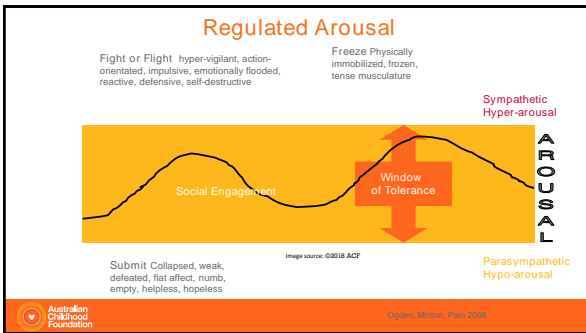 Regulated Arousal
Fight or Flight hyper-vigilant, action-
orientated, impulsive, emotionally flooded,
reactive, defensive, self-destructive
Freeze Physically
immobilized, frozen,
tense musculature
Sympathetic
Hyper-arousal
AROUSAL
Social Engagement
Window
of Tolerance
Image source: ©2018 ACF
Submit Collapsed, weak,
defeated, flat affect, numb,
empty, helpless, hopeless
Parasympathetic
Hypo-arousal
Australian
Childhood
Foundation
Ogden, Minton, Pain 2006